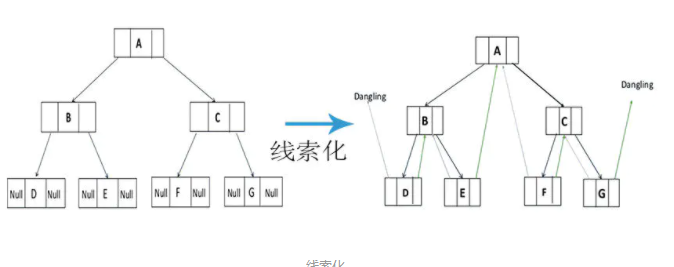 A
B
C
Null D Null
Null E Null
Null F Null
Null G Null
线索化
A
Dangling
Dangling
B
C
D
E
F
G
线索化